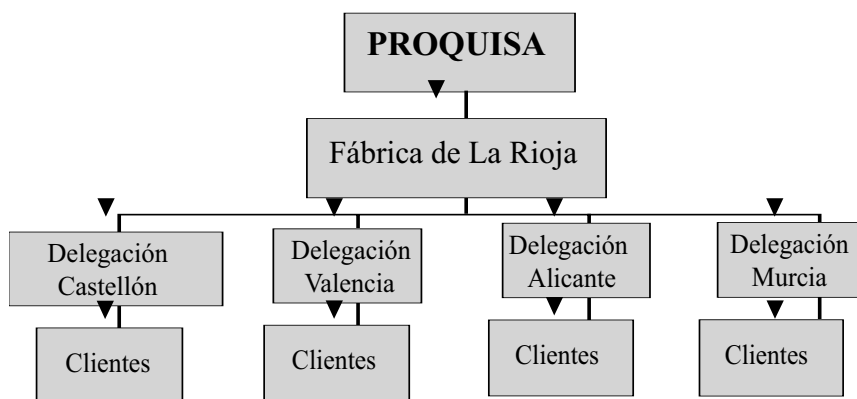 PROQUISA
Fábrica de La Rioja
Delegación
Castellón
Delegación
Valencia
Delegación
Alicante
Delegación
Murcia
Clientes
Clientes
Clientes
Clientes